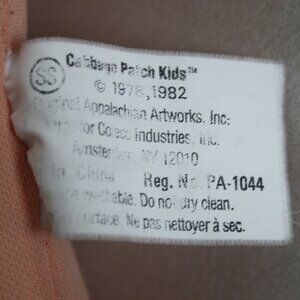 SS
Cabbage Patch Kids™
© 1978, 1982
Original Appalachian Artworks. Inc:
for Coleco Industries, Inc.
Amsterdam, NY 12010
In China Reg. No. PA-1044
washable. Do not dry clean.
surface. Ne pas nettoyer à sec.